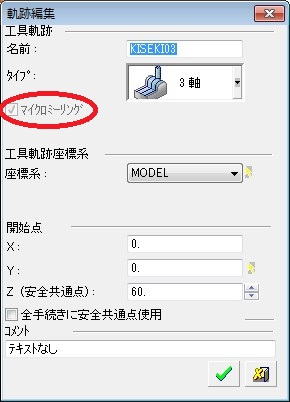 軌跡編集
工具軌跡
名前：
KISEKI03
ﾀｲﾌﾟ:
3 軸
ﾏｲｸﾛﾐｰﾘﾝｸﾞ
工具軌跡座標系
座標系：
MODEL
開始点
X：
0.
Y：
0.
Z（安全共通点）：
60.
全手続きに安全共通点使用
ｺﾒﾝﾄ
ﾃｷｽﾄなし